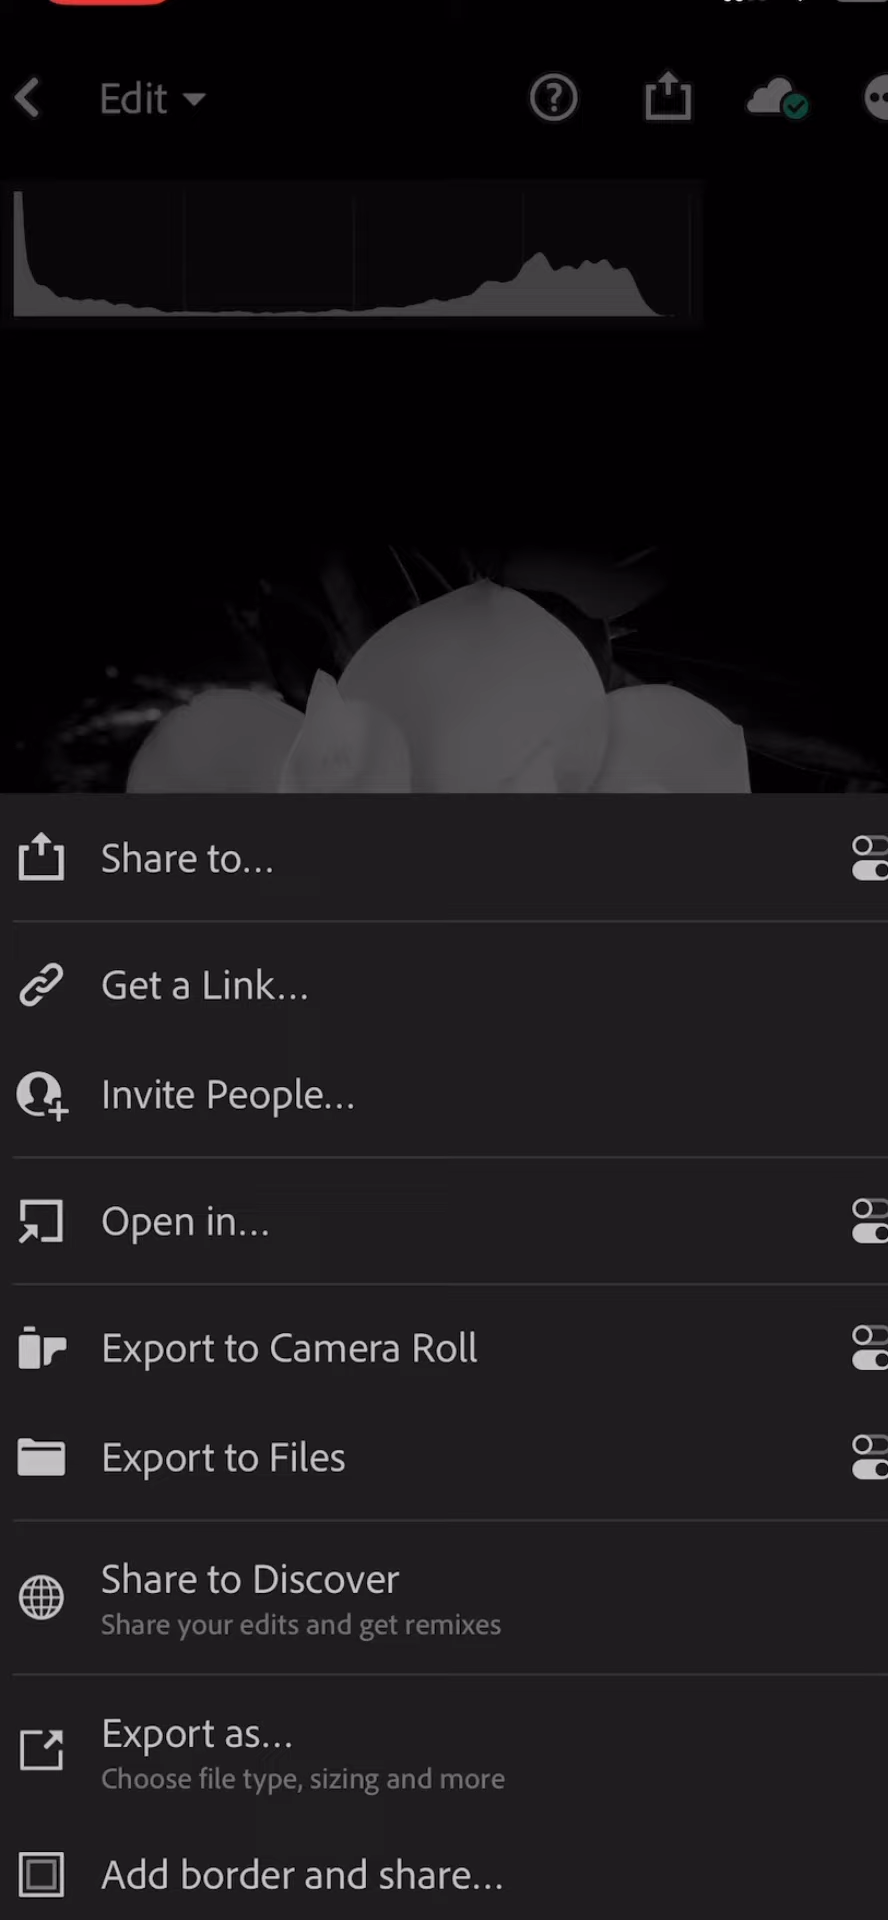 Edit
Share to...
Get a Link...
Invite People...
Open in...
Export to Camera Roll
Export to Files
Share to Discover
Share your edits and get remixes
Export as...
Choose file type, sizing and more
Add border and share...